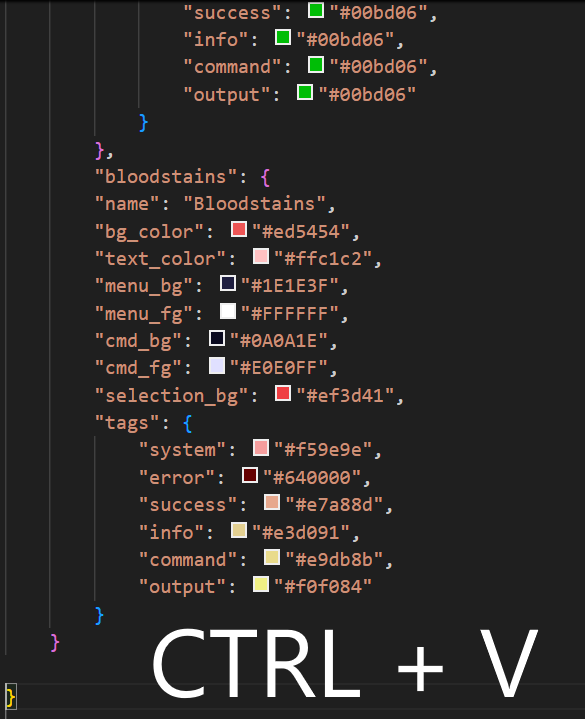 "success": "#00bd06",
"info": "#00bd06",
"command": "#00bd06",
"output": "#00bd06"
}
},
"bloodstains": {
"name": "Bloodstains",
"bg_color": "#ed5454",
"text_color": "#ffc1c2",
"menu_bg": "#1E1E3F",
"menu_fg": "#FFFFFF",
"cmd_bg": "#0A0A1E",
"cmd_fg": "#E0E0FF",
"selection_bg": "#ef3d41",
"tags": {
"system": "#f59e9e",
"error": "#640000",
"success": "#e7a88d",
"info": "#e3d091",
"command": "#e9db8b",
"output": "#f0f084"
}
}
CTRL + V
}